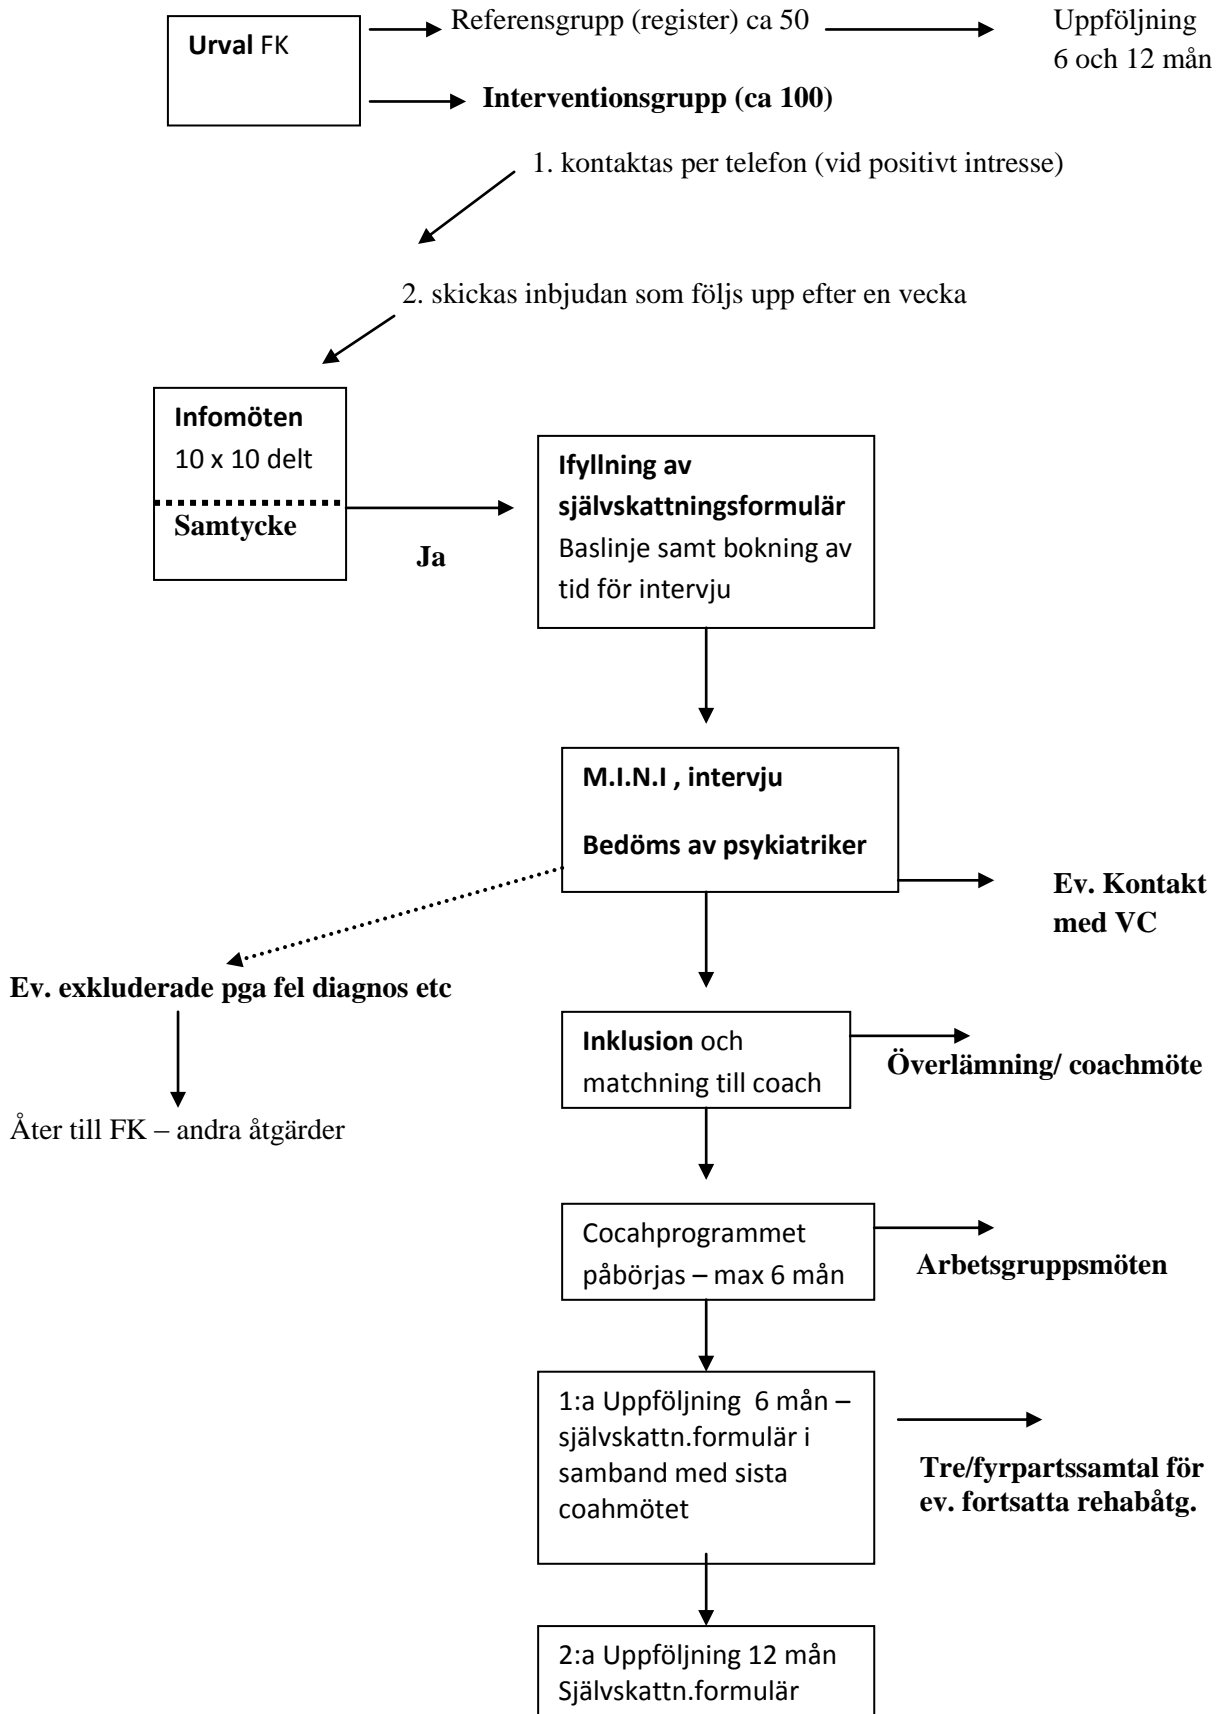 Urval FK
Referensgrupp (register) ca 50
Uppföljning
6 och 12 mån
Interventionsgrupp (ca 100)
1. kontaktas per telefon (vid positivt intresse)
2. skickas inbjudan som följs upp efter en vecka
Infomöten
10 x 10 delt
Samtycke
Ja
Ifyllning av
självskattningsformulär
Baslinje samt bokning av
tid för intervju
M.I.N.I , intervju
Bedöms av psykiatriker
Ev. Kontakt
med VC
Ev. exkluderade pga fel diagnos etc
Åter till FK – andra åtgärder
Inklusion och
matchning till coach
Överlämning/ coachmöte
Cocahprogrammet
påbörjas – max 6 mån
Arbetsgruppsmöten
1:a Uppföljning  6 mån –
självskattn.formulär i
samband med sista
coahmötet
Tre/fyrpartssamtal för
ev. fortsatta rehabåtg.
2:a Uppföljning 12 mån
Självskattn.formulär